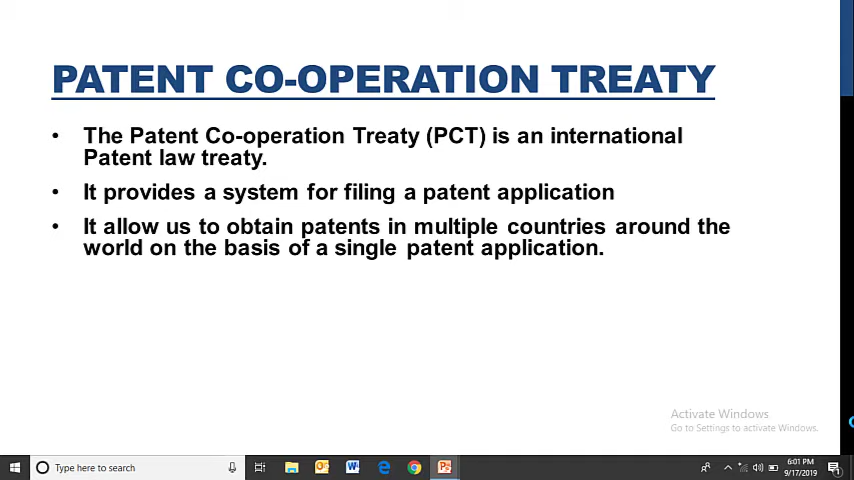 PATENT CO-OPERATION TREATY
• The Patent Co-operation Treaty (PCT) is an international
Patent law treaty.
• It provides a system for filing a patent application
• It allow us to obtain patents in multiple countries around the
world on the basis of a single patent application.
Activate Windows
Go to Settings to activate Windows.
Type here to search
6:01 PM
9/17/2019